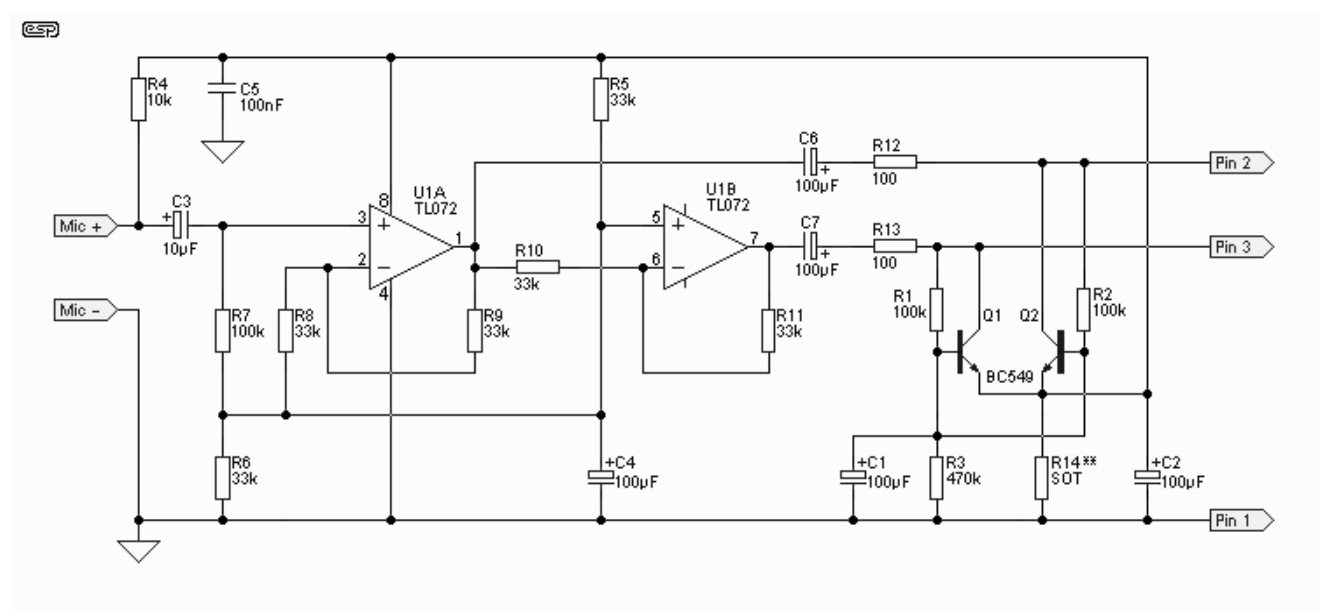 esp
R4
10k
C5
100nF
R5
33k
C6
+
100µF
R12
100
Pin 2
U1A
TL072
8
U1B
TL072
C3
+
10µF
Mic +
3
+
1
2
−
4
5
+
7
6
−
C7
+
100µF
R13
100
Pin 3
R10
33k
Mic -
R7
100k
R8
33k
R9
33k
R11
33k
R1
100k
Q1
Q2
R2
100k
BC549
R6
33k
+C4
100µF
+C1
100µF
R3
470k
R14**
SOT
+C2
100µF
Pin 1